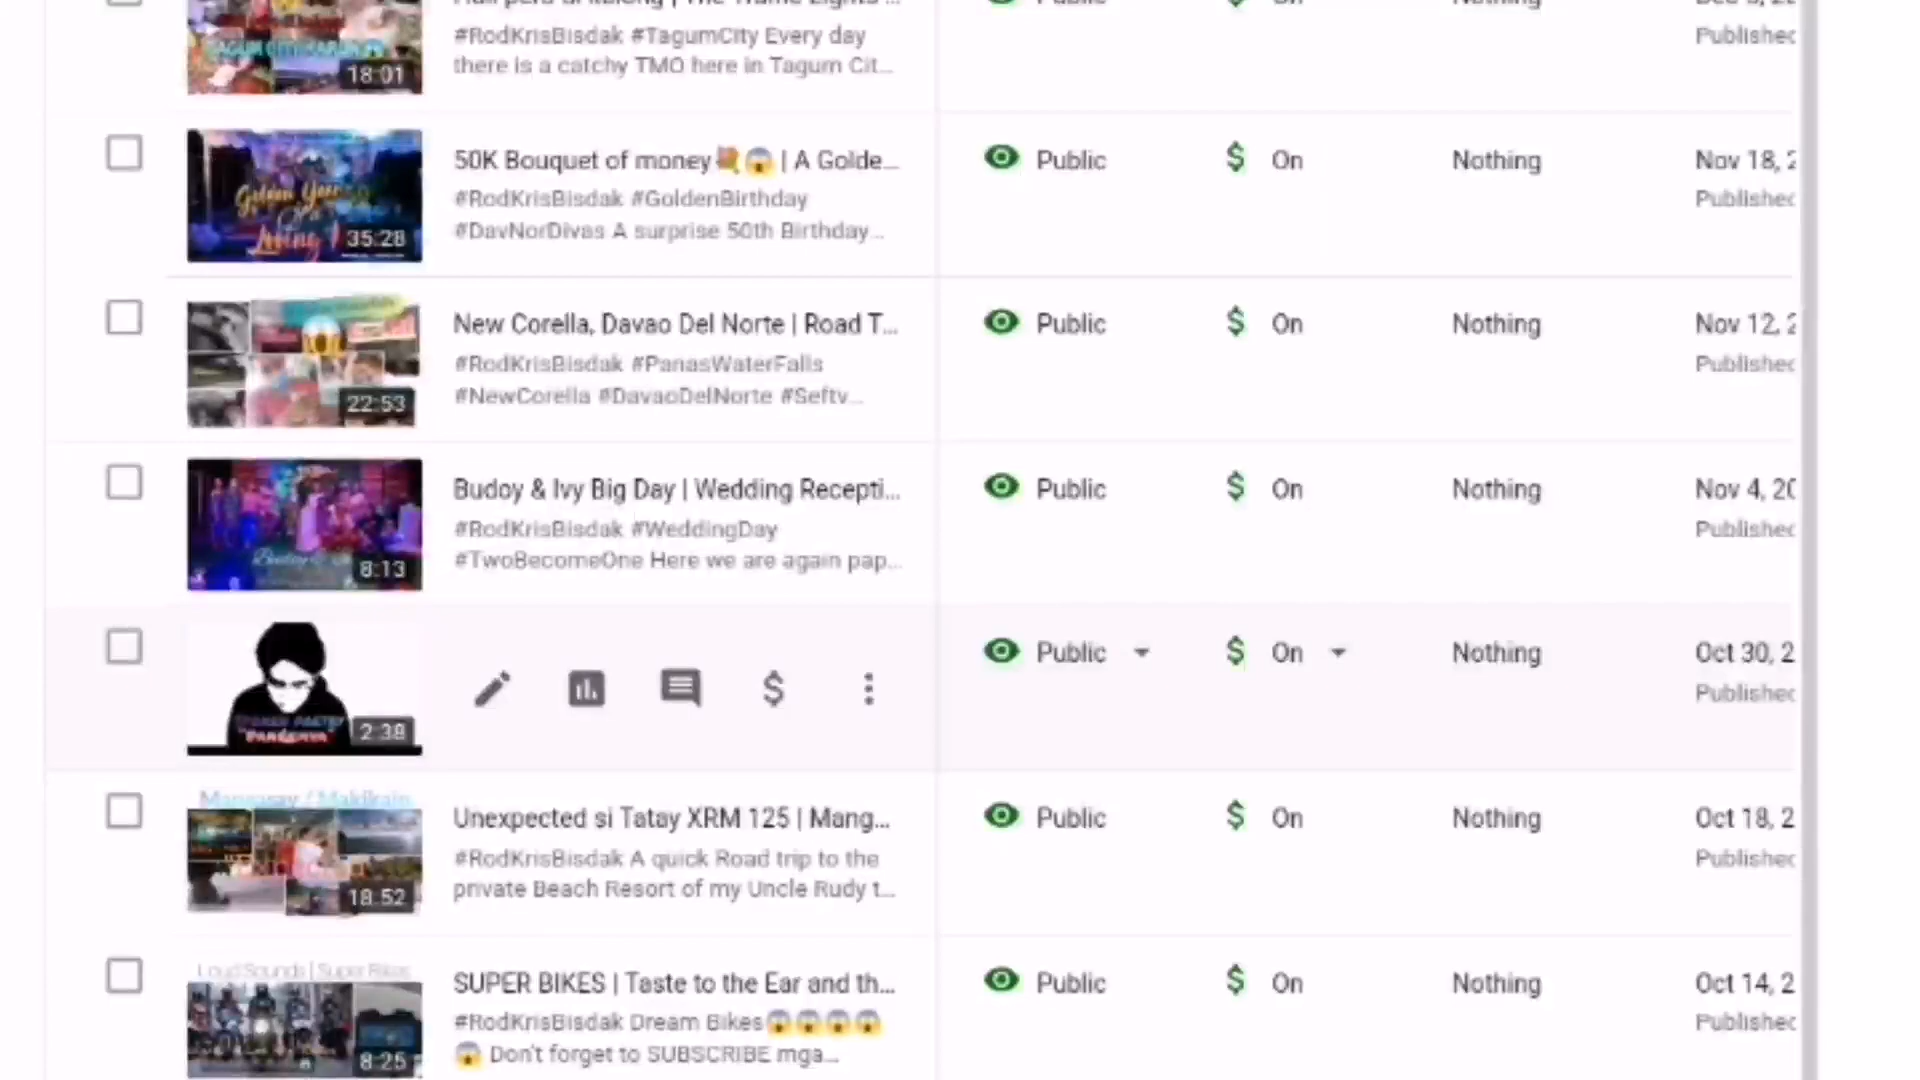 18:01
#RodKrisBisdak #TagumCity Every day
there is a catchy TMO here in Tagum Cit...
Published
35:28
50K Bouquet of money💐😱 | A Golde...
#RodKrisBisdak #GoldenBirthday
#DavNorDivas A surprise 50th Birthday...
Public
On
Nothing
Nov 18, 2
Published
22:53
New Corella, Davao Del Norte | Road T...
#RodKrisBisdak #PanasWaterFalls
#NewCorella #DavaoDelNorte #Seftv...
Public
On
Nothing
Nov 12, 2
Published
8:13
Budoy & Ivy Big Day | Wedding Recepti...
#RodKrisBisdak #WeddingDay
#TwoBecomeOne Here we are again pap...
Public
On
Nothing
Nov 4, 20
Published
2:38
Public
On
Nothing
Oct 30, 2
Published
18:52
Unexpected si Tatay XRM 125 | Mang...
#RodKrisBisdak A quick Road trip to the
private Beach Resort of my Uncle Rudy t...
Public
On
Nothing
Oct 18, 2
Published
Loud Sounds | Super Bikes
8:25
SUPER BIKES | Taste to the Ear and th...
#RodKrisBisdak Dream Bikes😱😱😱😱
😱 Don't forget to SUBSCRIBE mga...
Public
On
Nothing
Oct 14, 2
Published